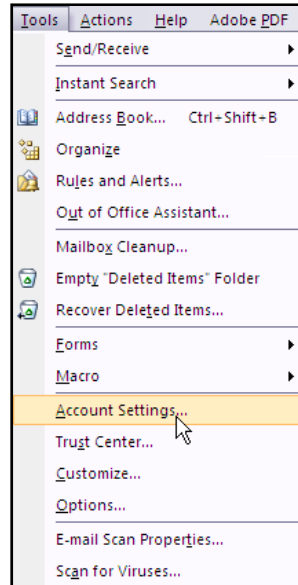 Tools Actions Help Adobe PDF
Send/Receive
Instant Search
Address Book... Ctrl+Shift+B
Organize
Rules and Alerts...
Out of Office Assistant...
Mailbox Cleanup...
Empty "Deleted Items" Folder
Recover Deleted Items...
Forms
Macro
Account Settings...
Trust Center...
Customize...
Options...
E-mail Scan Properties...
Scan for Viruses...